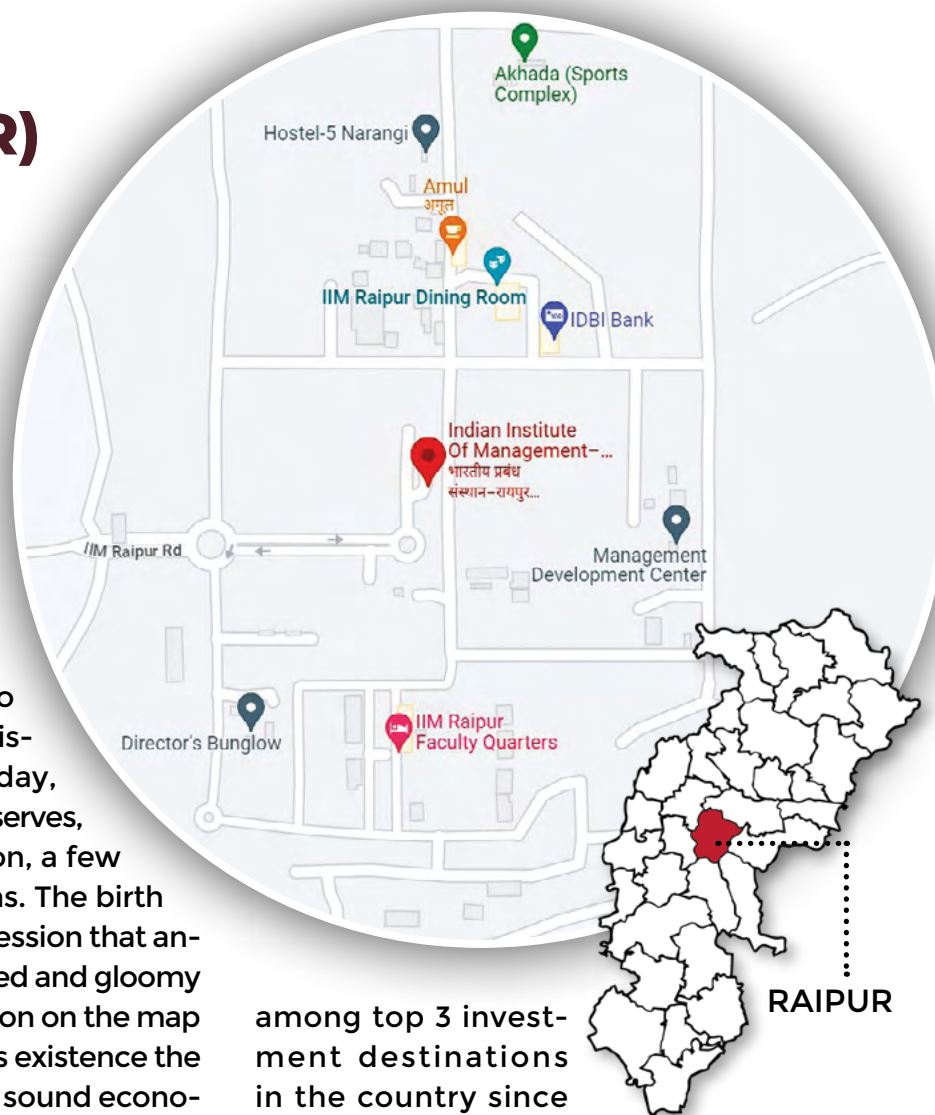 R)
Akhada (Sports
Complex)
Hostel-5 Narangi
Amul
अमूल
IIM Raipur Dining Room
IDBI Bank
Indian Institute
Of Management–...
भारतीय प्रबंध
संस्थान–रायपुर...
IIM Raipur Rd
Management
Development Center
Director's Bunglow
IIM Raipur
Faculty Quarters
RAIPUR
o
is-
day,
serves,
on, a few
ns. The birth
ession that an-
ed and gloomy
on on the map
s existence the
sound econo-
among top 3 invest-
ment destinations
in the country since